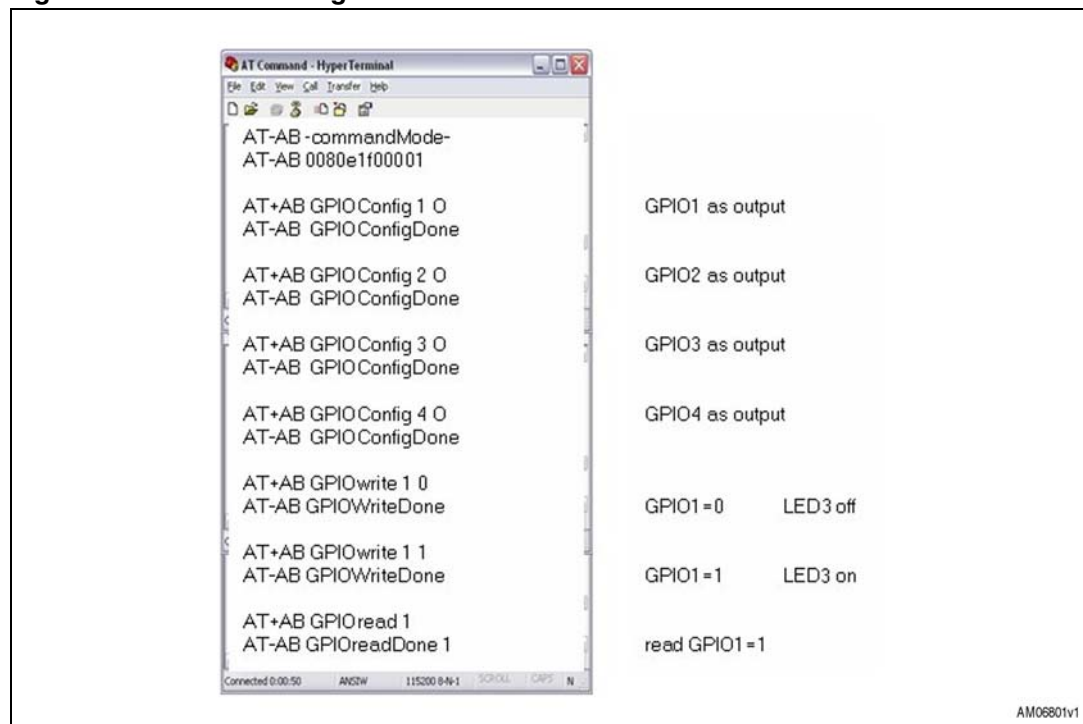 AT Command - HyperTerminal
File Edit View Call Transfer Help
AT-AB -commandMode-
AT-AB 0080e1f00001
AT+AB GPIOConfig 1 O GPIO1 as output
AT-AB GPIOConfigDone
AT+AB GPIOConfig 2 O GPIO2 as output
AT-AB GPIOConfigDone
AT+AB GPIOConfig 3 O GPIO3 as output
AT-AB GPIOConfigDone
AT+AB GPIOConfig 4 O GPIO4 as output
AT-AB GPIOConfigDone
AT+AB GPIOwrite 1 0
AT-AB GPIOWriteDone GPIO1=0 LED3 off
AT+AB GPIOwrite 1 1
AT-AB GPIOWriteDone GPIO1=1 LED3 on
AT+AB GPIOread 1
AT-AB GPIOreadDone 1 read GPIO1=1
Connected 0:00:50 ANSIW 115200 8-N-1 SCROLL CAPS N
AM06801v1